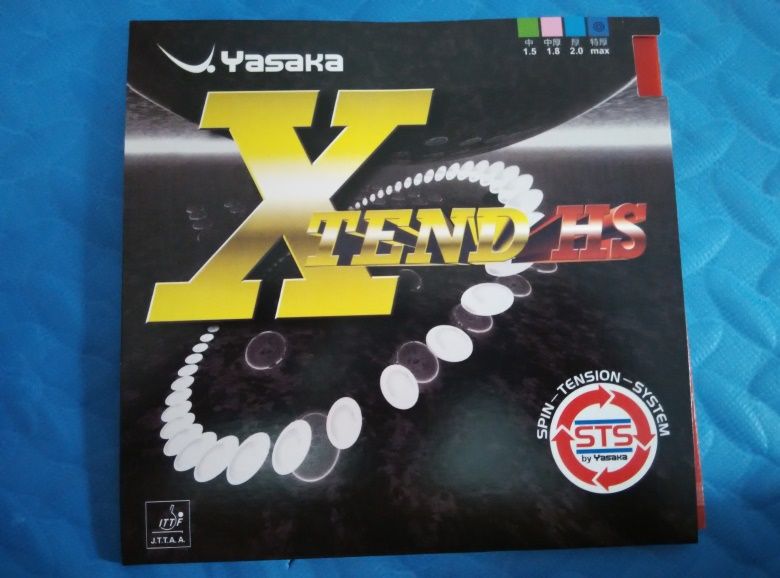 Yasaka
中 中厚 厚 特厚
1.5 1.8 2.0 max
XTEND HS
SPIN-TENSION-SYSTEM
STS
by Yasaka
ITTF
J.T.T.A.A.